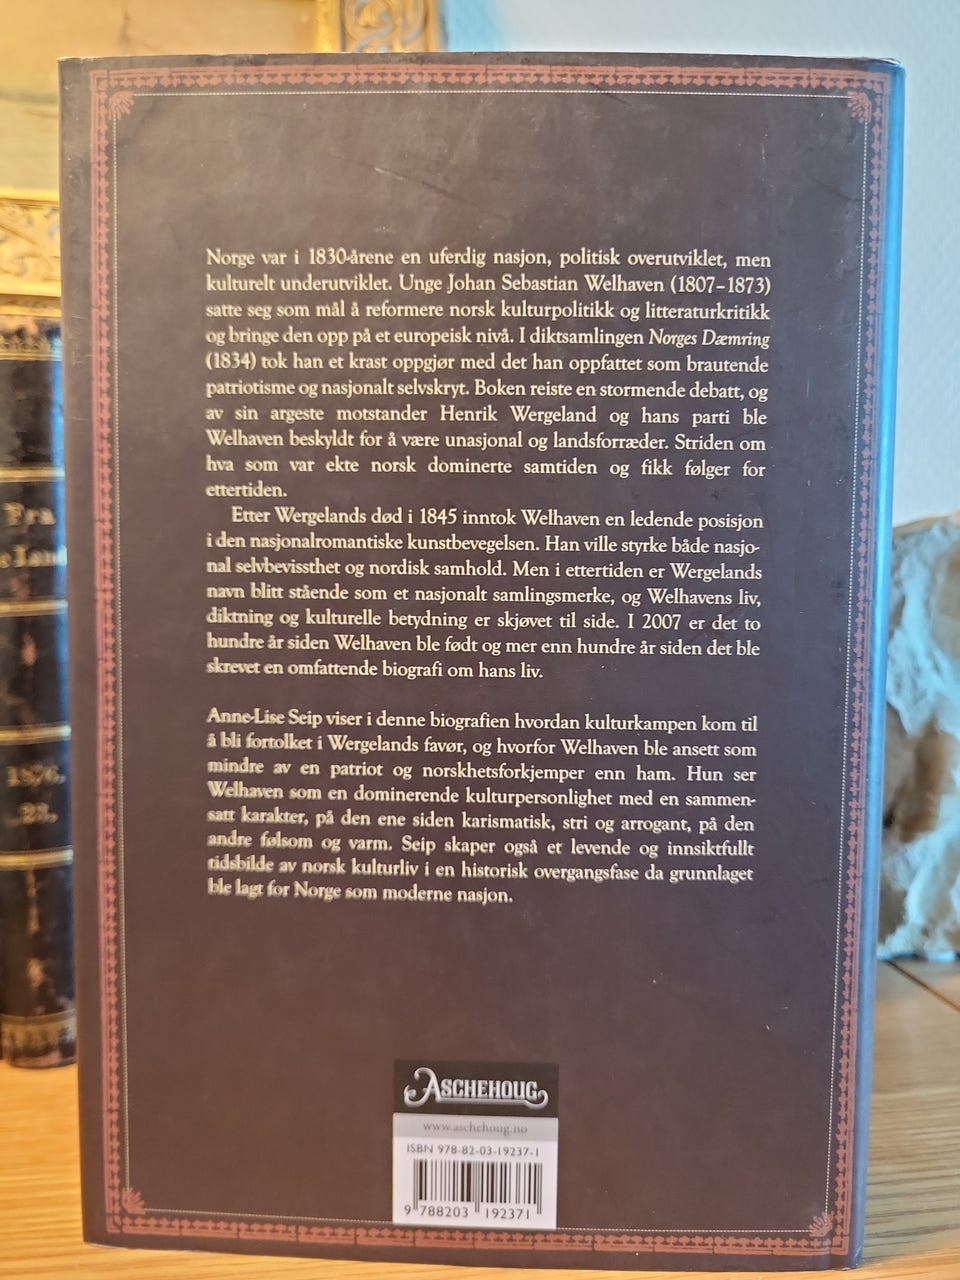 Norge var i 1830-årene en uferdig nasjon, politisk overutviklet, men
kulturelt underutviklet. Unge Johan Sebastian Welhaven (1807–1873)
satte seg som mål å reformere norsk kulturpolitikk og litteraturkritikk
og bringe den opp på et europeisk nivå. I diktsamlingen Norges Dæmring
(1834) tok han et krast oppgjør med det han oppfattet som brautende
patriotisme og nasjonalt selvskryt. Boken reiste en stormende debatt, og
av sin argeste motstander Henrik Wergeland og hans parti ble
Welhaven beskyldt for å være unasjonal og landsforræder. Striden om
hva som var ekte norsk dominerte samtiden og fikk følger for
ettertiden.
Etter Wergelands død i 1845 inntok Welhaven en ledende posisjon
i den nasjonalromantiske kunstbevegelsen. Han ville styrke både nasjo-
nal selvbevissthet og nordisk samhold. Men i ettertiden er Wergelands
navn blitt stående som et nasjonalt samlingsmerke, og Welhavens liv,
diktning og kulturelle betydning er skjøvet til side. I 2007 er det to
hundre år siden Welhaven ble født og mer enn hundre år siden det ble
skrevet en omfattende biografi om hans liv.
Anne-Lise Seip viser i denne biografien hvordan kulturkampen kom til
å bli fortolket i Wergelands favør, og hvorfor Welhaven ble ansett som
mindre av en patriot og norskhetsforkjemper enn ham. Hun ser
Welhaven som en dominerende kulturpersonlighet med en sammen-
satt karakter, på den ene siden karismatisk, stri og arrogant, på den
andre følsom og varm. Seip skaper også et levende og innsiktfullt
tidsbilde av norsk kulturliv i en historisk overgangsfase da grunnlaget
ble lagt for Norge som moderne nasjon.
ASCHEHOUG
www.aschehoug.no
ISBN 978-82-03-19237-1
9 788203 192371
Fra
1876.
23.